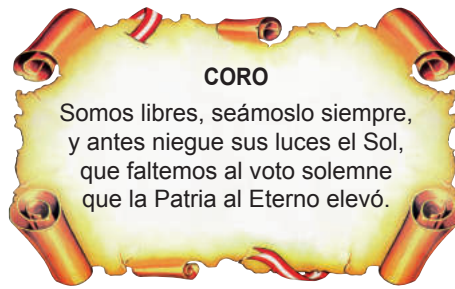 CORO
Somos libres, seámoslo siempre,
y antes niegue sus luces el Sol,
que faltemos al voto solemne
que la Patria al Eterno elevó.